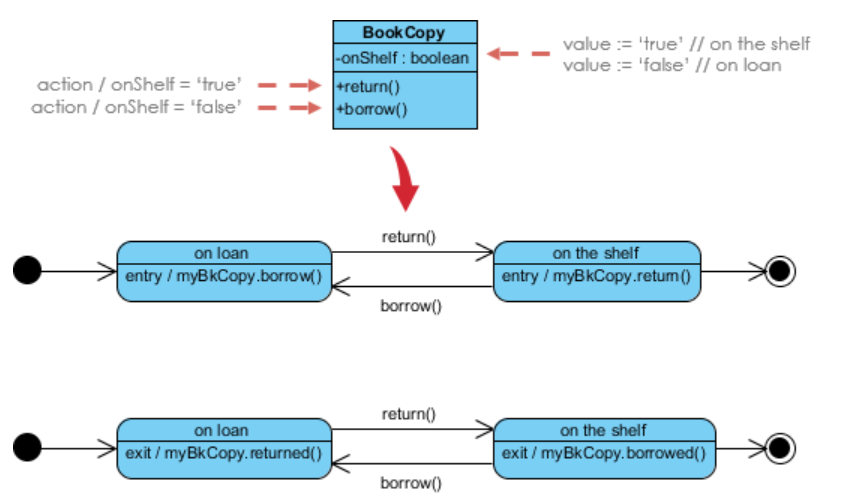 BookCopy
-onShelf : boolean
value := ‘true’ // on the shelf
value := ‘false’ // on loan
action / onShelf = ‘true’
+return()
action / onShelf = ‘false’
+borrow()
return()
on loan
entry / myBkCopy.borrow()
on the shelf
entry / myBkCopy.return()
borrow()
return()
on loan
exit / myBkCopy.returned()
on the shelf
exit / myBkCopy.borrowed()
borrow()